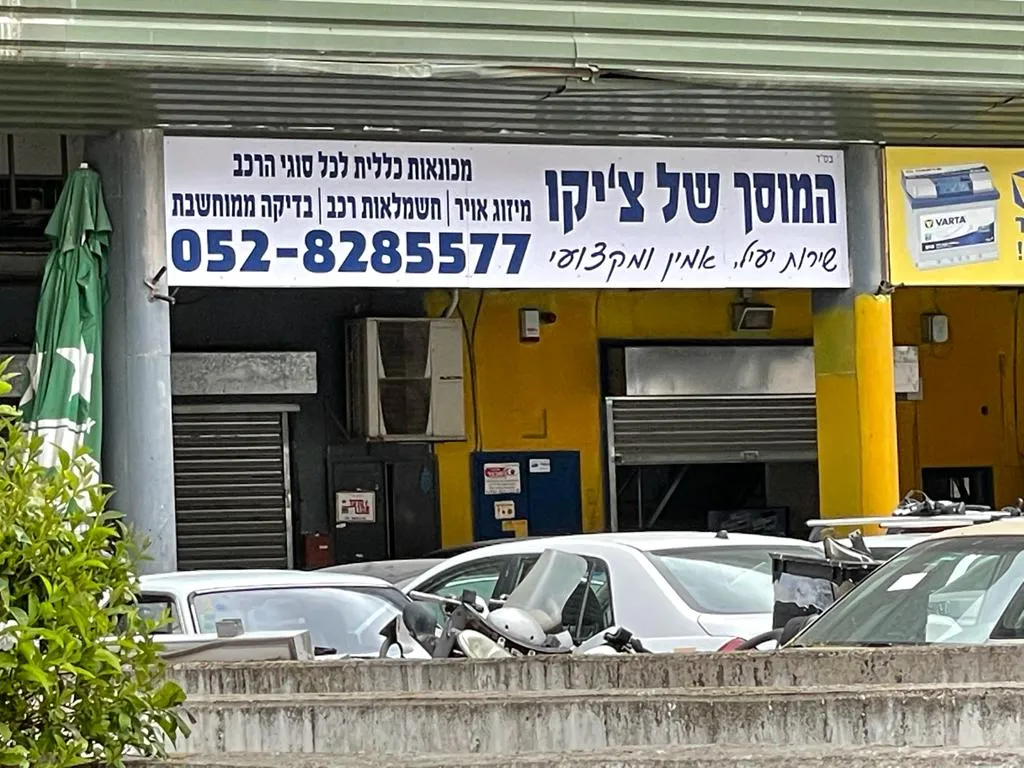 בס"ד
המוסך של צ'יקו
שירות יעיל, אמין ומקצועי
מכונאות כללית לכל סוגי הרכב
מיזוג אויר | חשמלאות רכב | בדיקה ממוחשבת
052-8285577
VARTA